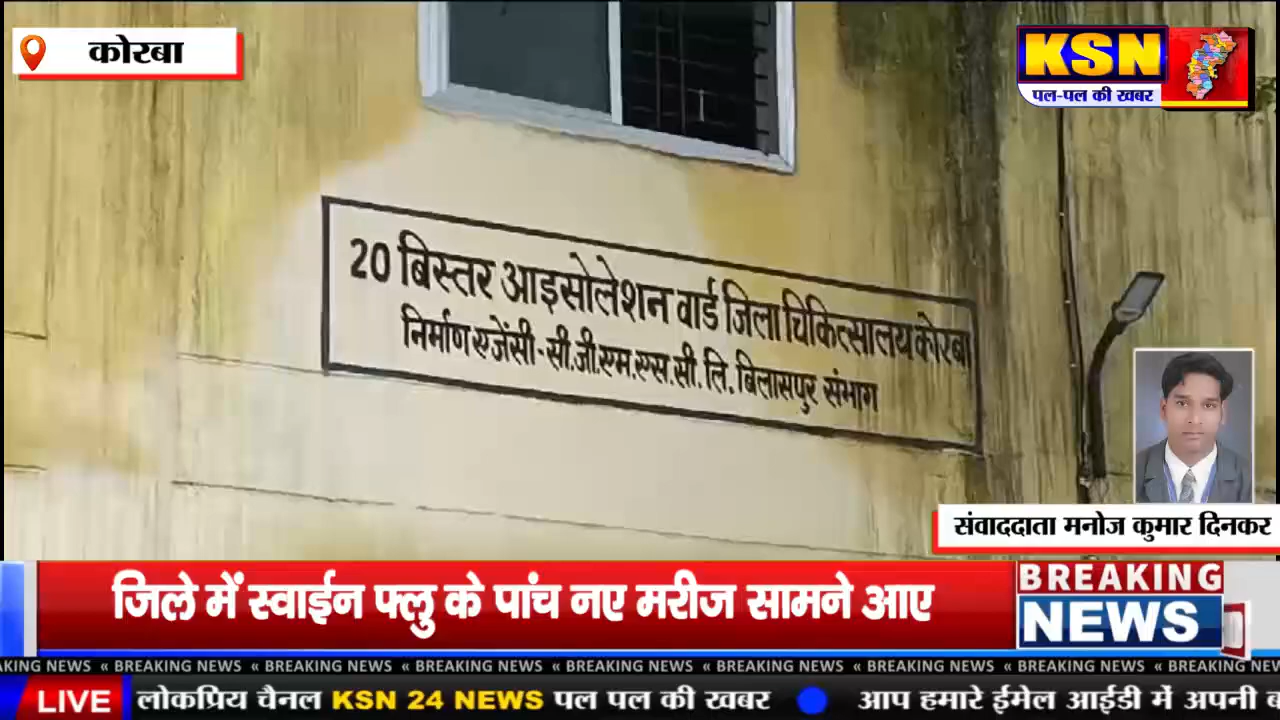 कोरबा
KSN
पल-पल की खबर
20 बिस्तर आइसोलेशन वार्ड जिला चिकित्सालय कोरबा
निर्माण एजेंसी-सी.जी.एम.एस.सी. लि. बिलासपुर संभाग
संवाददाता मनोज कुमार दिनकर
जिले में स्वाईन फ्लु के पांच नए मरीज सामने आए
BREAKING
NEWS
KING NEWS « BREAKING NEWS « BREAKING NEWS « BREAKING NEWS « BREAKING NEWS « BREAKING NEWS « BREAKING NEWS « BREAKING NEWS « BREAKING NEWS
LIVE लोकप्रिय चैनल KSN 24 NEWS पल पल की खबर आप हमारे ईमेल आईडी में अपनी